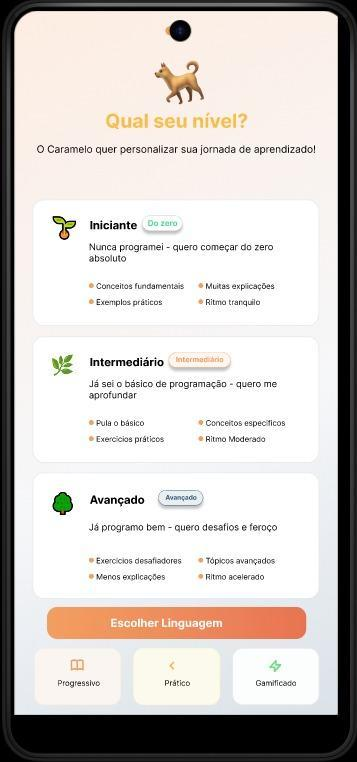 Qual seu nível?
O Caramelo quer personalizar sua jornada de aprendizado!
Iniciante Do zero
Nunca programei - quero começar do zero
absoluto
Conceitos fundamentais Muitas explicações
Exemplos práticos Ritmo tranquilo
Intermediário Intermediário
Já sei o básico de programação - quero me
aprofundar
Pula o básico Conceitos específicos
Exercícios práticos Ritmo Moderado
Avançado Avançado
Já programo bem - quero desafios e feroço
Exercícios desafiadores Tópicos avançados
Menos explicações Ritmo acelerado
Escolher Linguagem
Progressivo Prático Gamificado